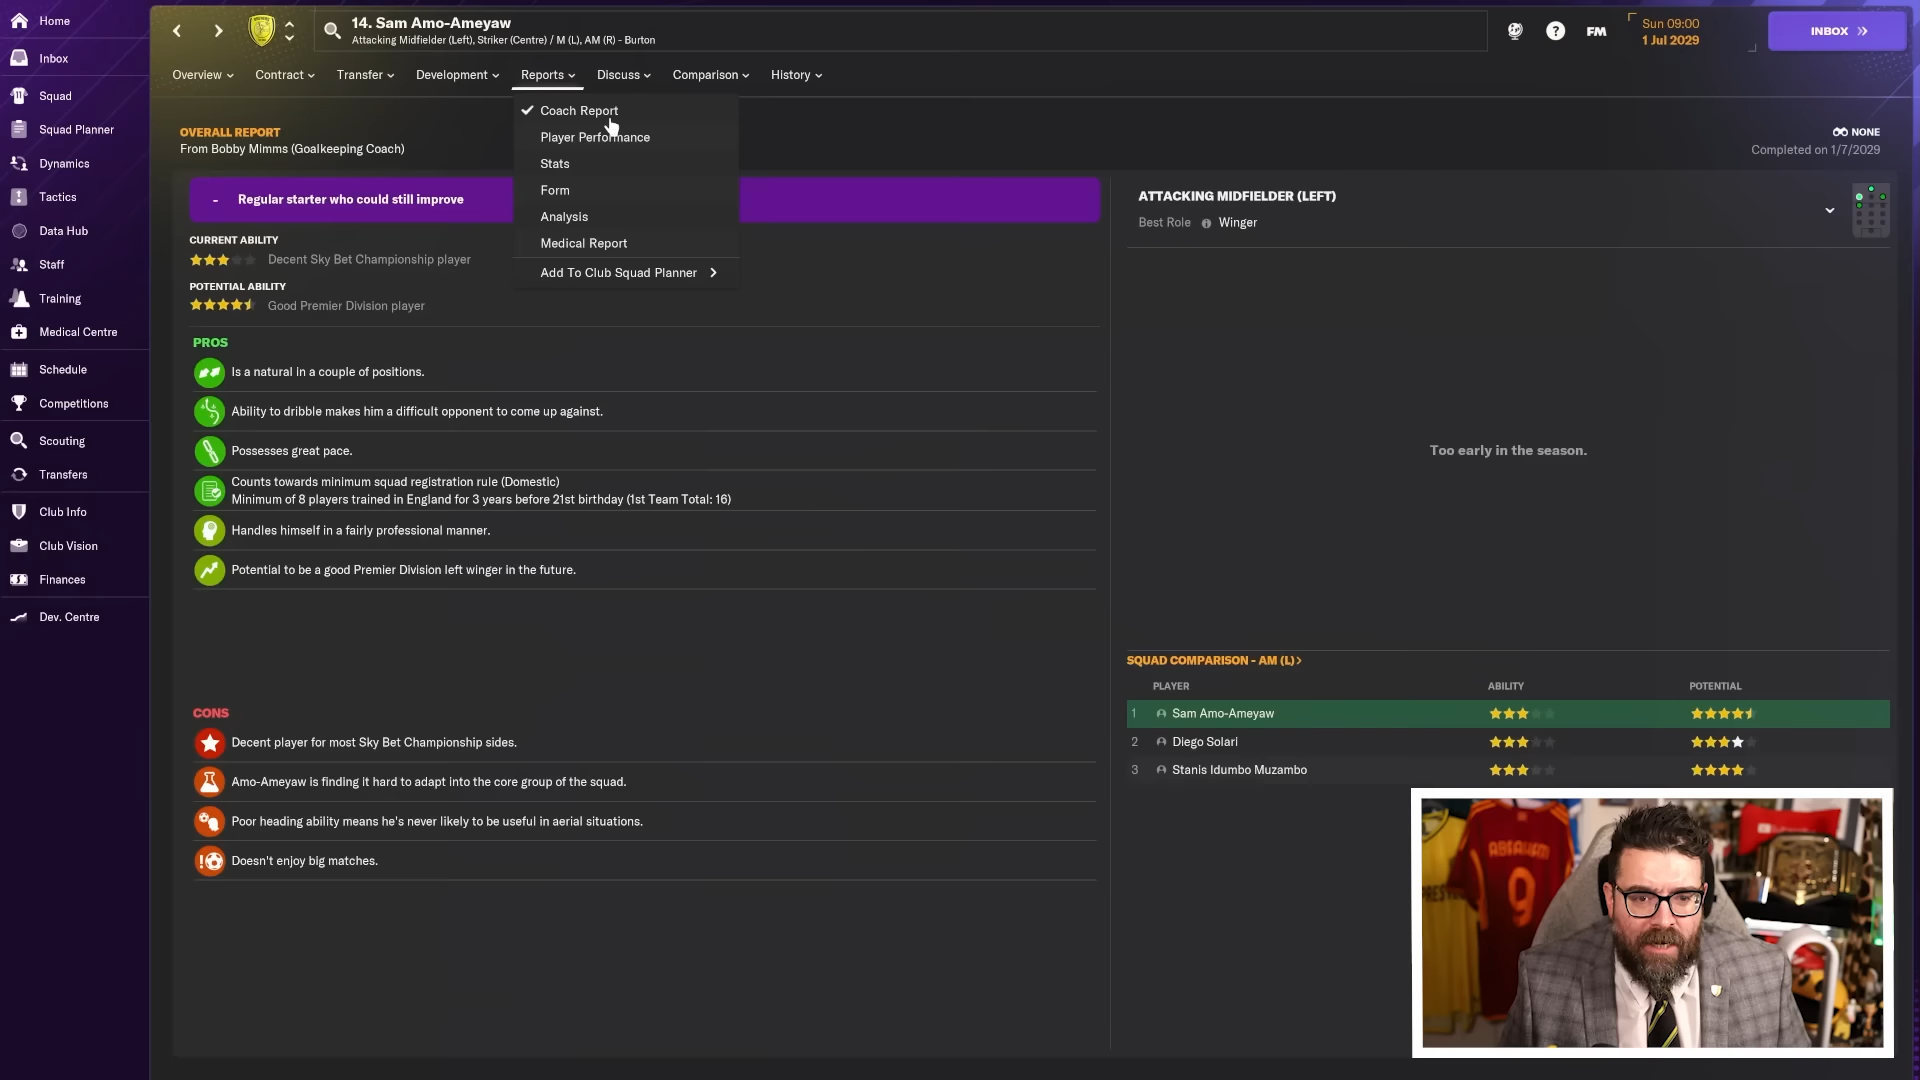 Home
Inbox
Squad
Squad Planner
Dynamics
Tactics
Data Hub
Staff
Training
Medical Centre
Schedule
Competitions
Scouting
Transfers
Club Info
Club Vision
Finances
Dev. Centre
14. Sam Amo-Ameyaw
Attacking Midfielder (Left), Striker (Centre) / M (L), AM (R) - Burton
FM
Sun 09:00
1 Jul 2029
INBOX
Overview
Contract
Transfer
Development
Reports
Discuss
Comparison
History
Coach Report
Player Performance
Stats
Form
Analysis
Medical Report
Add To Club Squad Planner
OVERALL REPORT
From Bobby Mimms (Goalkeeping Coach)
NONE
Completed on 1/7/2029
- Regular starter who could still improve
CURRENT ABILITY
Decent Sky Bet Championship player
POTENTIAL ABILITY
Good Premier Division player
PROS
Is a natural in a couple of positions.
Ability to dribble makes him a difficult opponent to come up against.
Possesses great pace.
Counts towards minimum squad registration rule (Domestic)
Minimum of 8 players trained in England for 3 years before 21st birthday (1st Team Total: 16)
Handles himself in a fairly professional manner.
Potential to be a good Premier Division left winger in the future.
CONS
Decent player for most Sky Bet Championship sides.
Amo-Ameyaw is finding it hard to adapt into the core group of the squad.
Poor heading ability means he's never likely to be useful in aerial situations.
Doesn't enjoy big matches.
ATTACKING MIDFIELDER (LEFT)
Best Role Winger
Too early in the season.
SQUAD COMPARISON - AM (L)>
PLAYER ABILITY POTENTIAL
1 Sam Amo-Ameyaw
2 Diego Solari
3 Stanis Idumbo Muzambo
ABRAHAM
9